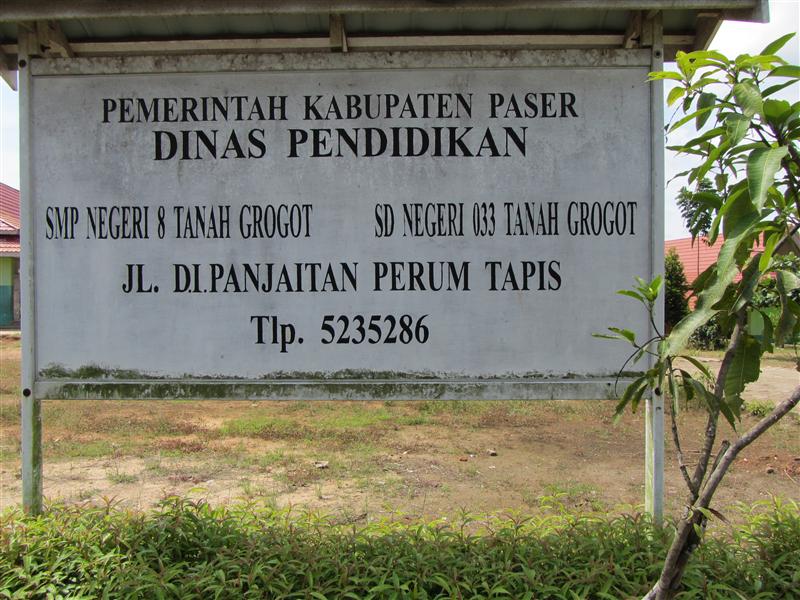 PEMERINTAH KABUPATEN PASER
DINAS PENDIDIKAN
SMP NEGERI 8 TANAH GROGOT SD NEGERI 033 TANAH GROGOT
JL. D.I.PANJAITAN PERUM TAPIS
Tlp. 5235286